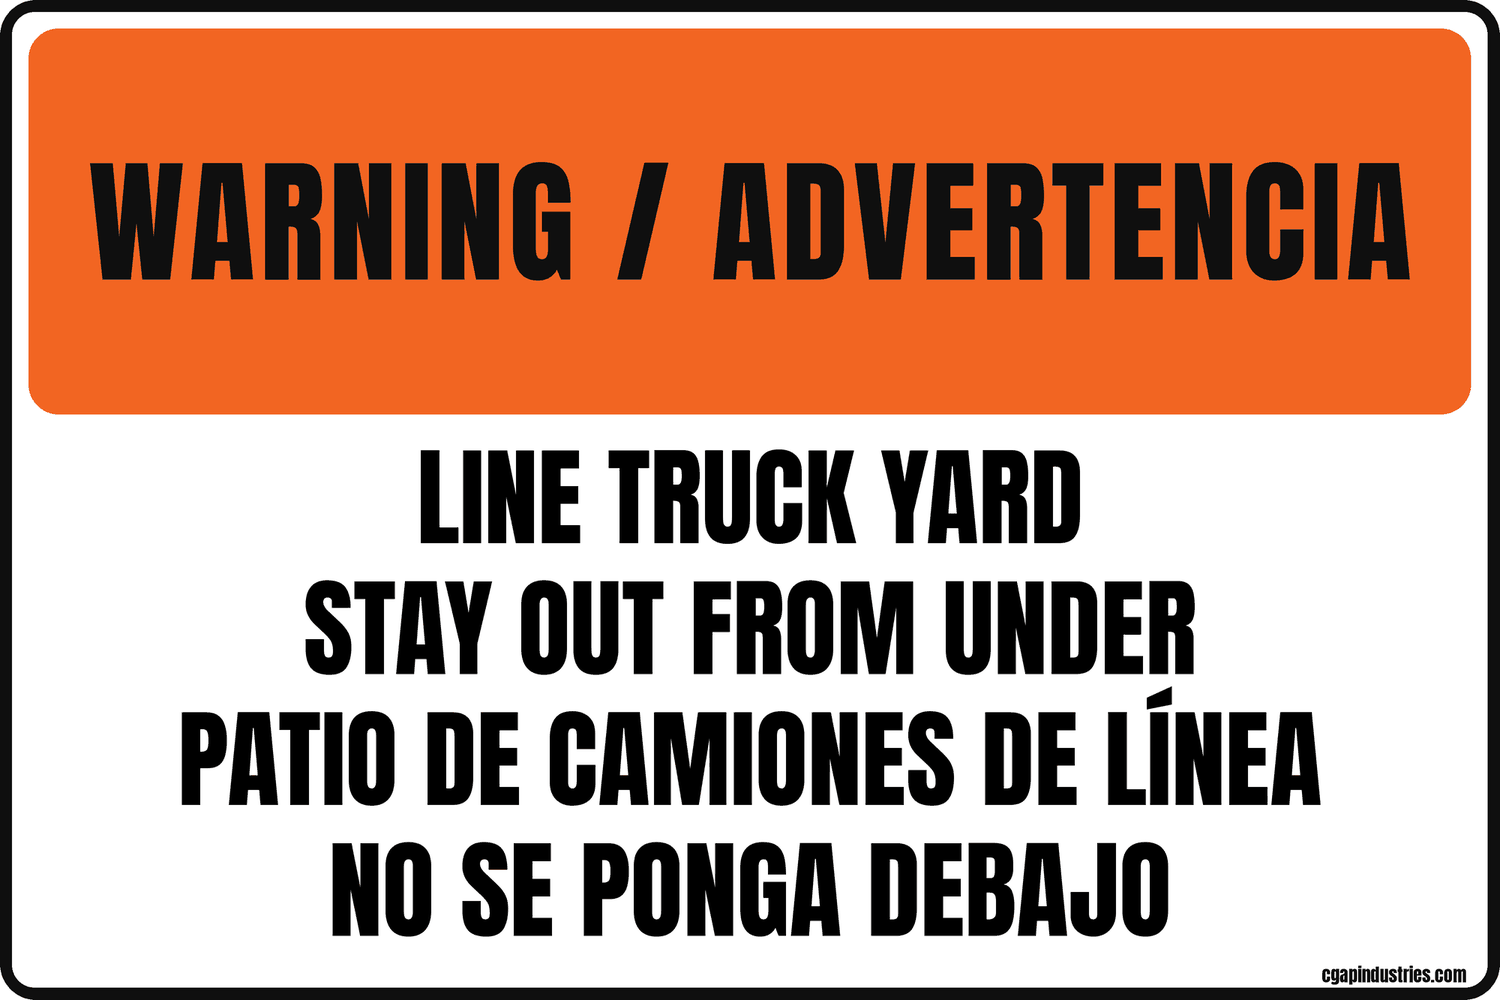 WARNING / ADVERTENCIA
LINE TRUCK YARD
STAY OUT FROM UNDER
PATIO DE CAMIONES DE LÍNEA
NO SE PONGA DEBAJO
cgapindustries.com